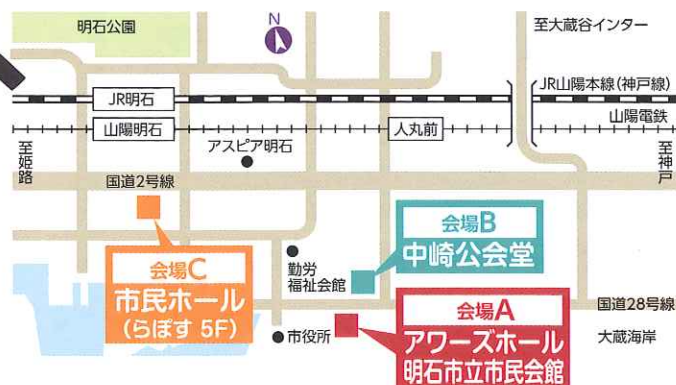 明石公園
N
至大蔵谷インター
JR明石
JR山陽本線(神戸線)
山陽明石
人丸前
山陽電鉄
至姫路
アスピア明石
至神戸
国道2号線
会場B
中崎公会堂
会場C
市民ホール
(らぽす 5F)
勤労
福祉会館
国道28号線
会場A
アワーズホール
明石市立市民会館
市役所
大蔵海岸